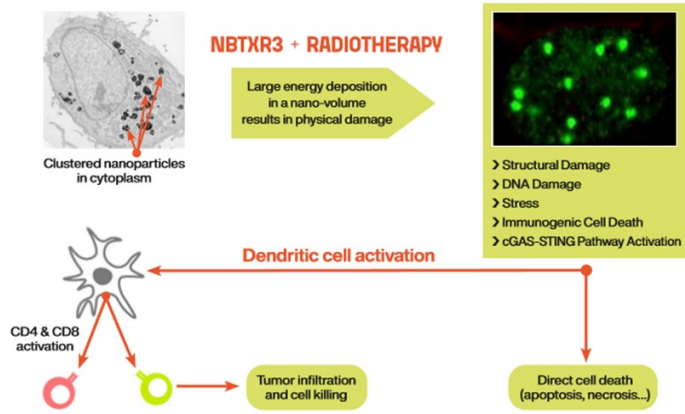 NBTXR3 + RADIOTHERAPY
Large energy deposition
in a nano-volume
results in physical damage
Clustered nanoparticles
in cytoplasm
❯ Structural Damage
❯ DNA Damage
❯ Stress
❯ Immunogenic Cell Death
❯ cGAS-STING Pathway Activation
Dendritic cell activation
CD4 & CD8
activation
Tumor infiltration
and cell killing
Direct cell death
(apoptosis, necrosis...)